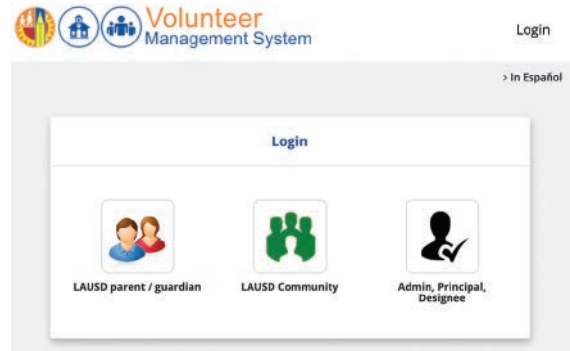 Volunteer
Management System
Login
> In Español
Login
LAUSD parent / guardian
LAUSD Community
Admin, Principal,
Designee